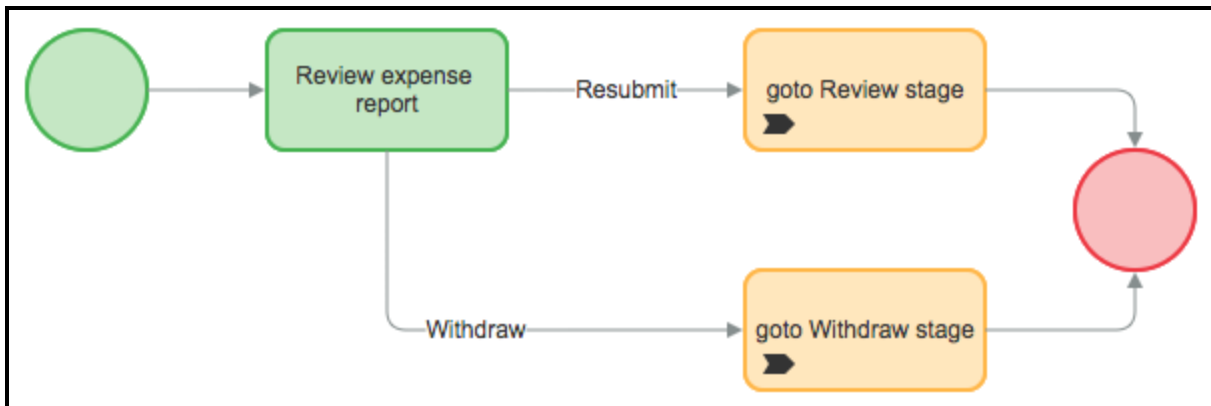 Review expense
report
Resubmit
goto Review stage
Withdraw
goto Withdraw stage